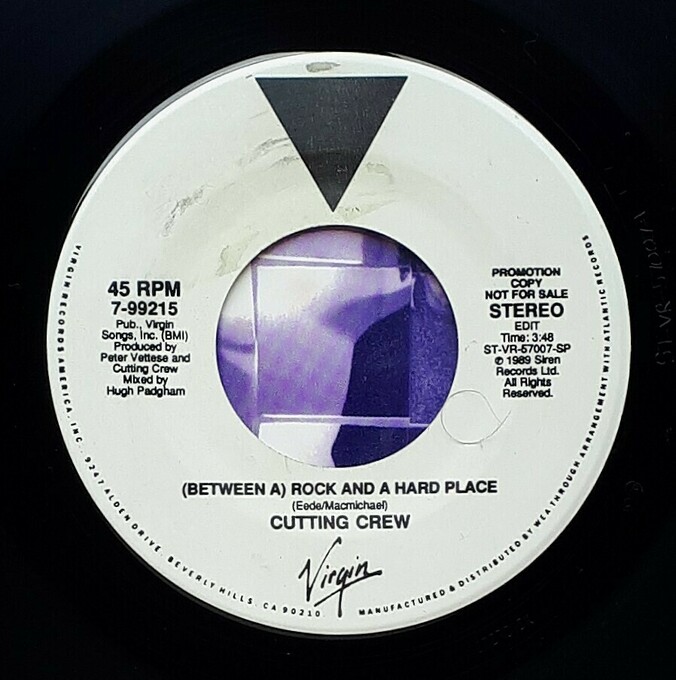 45 RPM
7-99215
Pub., Virgin
Songs, Inc. (BMI)
Produced by
Peter Vettese and
Cutting Crew
Mixed by
Hugh Padgham
PROMOTION
COPY
NOT FOR SALE
STEREO
EDIT
Time: 3:48
ST-VR-57007-SP
℗ 1989 Siren
Records Ltd.
All Rights
Reserved.
(BETWEEN A) ROCK AND A HARD PLACE
(Eede/Macmichael)
CUTTING CREW
Virgin
VIRGIN RECORDS AMERICA, INC., 9247 ALDEN DRIVE, BEVERLY HILLS, CA 90210. MANUFACTURED & DISTRIBUTED BY WEA THROUGH ARRANGEMENT WITH ATLANTIC RECORDS